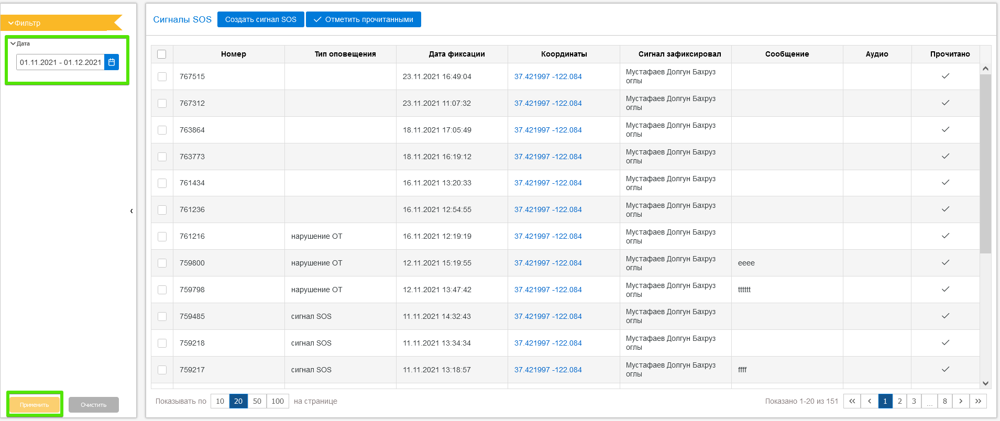 Фильтр
Дата
01.11.2021 - 01.12.2021
Применить
Очистить
Сигналы SOS
Создать сигнал SOS
Отметить прочитанными
Номер Тип оповещения Дата фиксации Координаты Сигнал зафиксировал Сообщение Аудио Прочитано
767515 23.11.2021 16:49:04 37.421997 -122.084 Мустафаев Долгун Бахруз
оглы
767312 23.11.2021 11:07:32 37.421997 -122.084 Мустафаев Долгун Бахруз
оглы
763864 18.11.2021 17:05:49 37.421997 -122.084 Мустафаев Долгун Бахруз
оглы
763773 18.11.2021 16:19:12 37.421997 -122.084 Мустафаев Долгун Бахруз
оглы
761434 16.11.2021 13:20:33 37.421997 -122.084 Мустафаев Долгун Бахруз
оглы
761236 16.11.2021 12:54:55 37.421997 -122.084 Мустафаев Долгун Бахруз
оглы
761216 нарушение ОТ 16.11.2021 12:19:19 37.421997 -122.084 Мустафаев Долгун Бахруз
оглы
759800 нарушение ОТ 12.11.2021 15:19:55 37.421997 -122.084 Мустафаев Долгун Бахруз
оглы
eeee
759798 нарушение ОТ 12.11.2021 13:47:42 37.421997 -122.084 Мустафаев Долгун Бахруз
оглы
tttttt
759485 сигнал SOS 11.11.2021 14:32:43 37.421997 -122.084 Мустафаев Долгун Бахруз
оглы
759218 сигнал SOS 11.11.2021 13:34:34 37.421997 -122.084 Мустафаев Долгун Бахруз
оглы
759217 сигнал SOS 11.11.2021 13:18:57 37.421997 -122.084 Мустафаев Долгун Бахруз
оглы
ffff
Показывать по 10 20 50 100 на странице
Показано 1-20 из 151 « ‹ 1 2 3 ... 8 › »